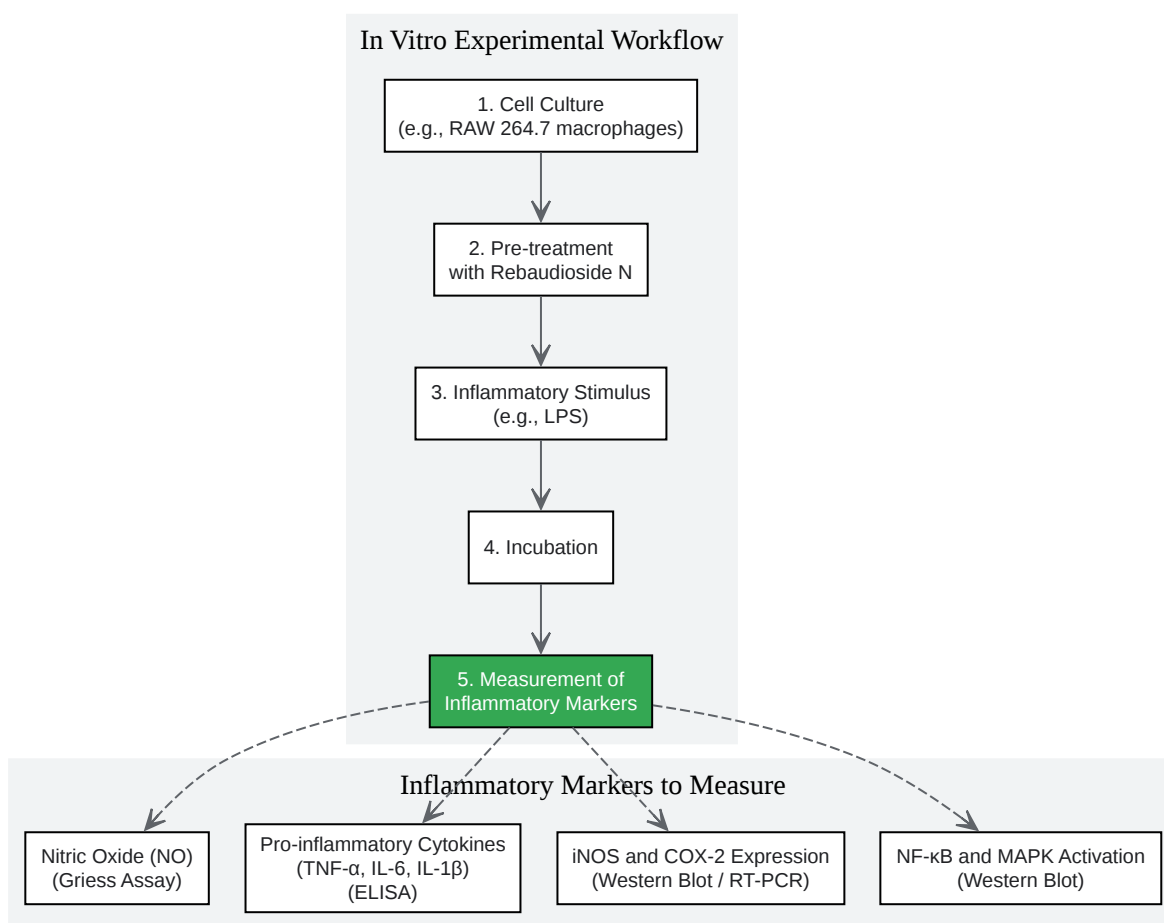 In Vitro Experimental Workflow
1. Cell Culture
(e.g., RAW 264.7 macrophages)
2. Pre-treatment
with Rebaudioside N
3. Inflammatory Stimulus
(e.g., LPS)
4. Incubation
5. Measurement of
Inflammatory Markers
Inflammatory Markers to Measure
Nitric Oxide (NO)
(Griess Assay)
Pro-inflammatory Cytokines
(TNF-α, IL-6, IL-1β)
(ELISA)
iNOS and COX-2 Expression
(Western Blot / RT-PCR)
NF-κB and MAPK Activation
(Western Blot)